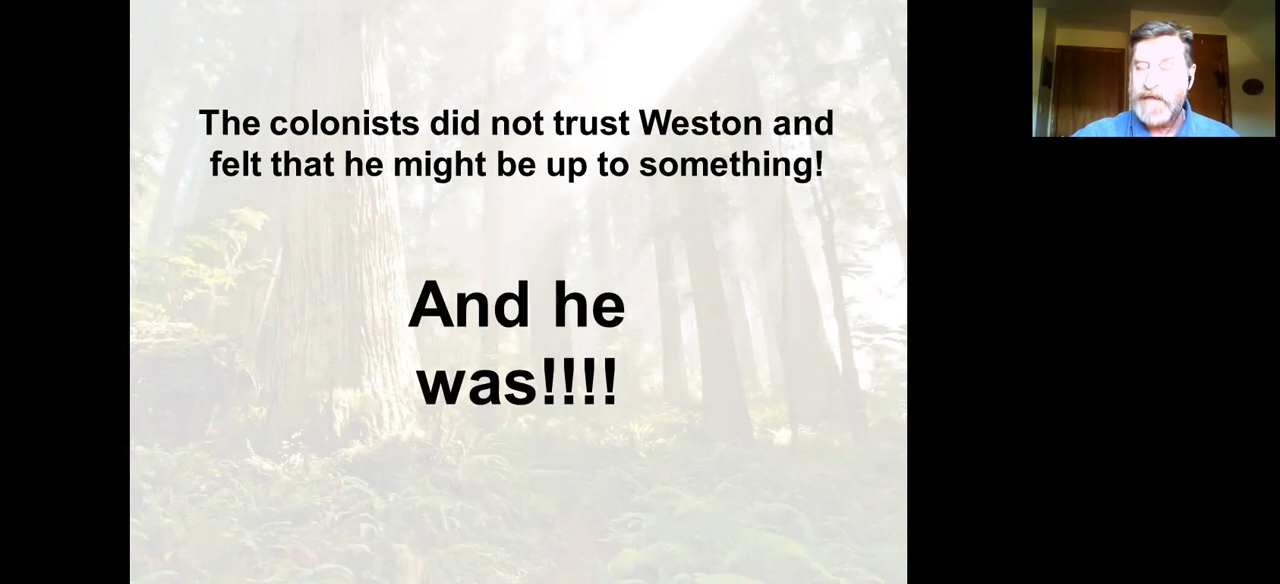 The colonists did not trust Weston and
felt that he might be up to something!
And he
was!!!!